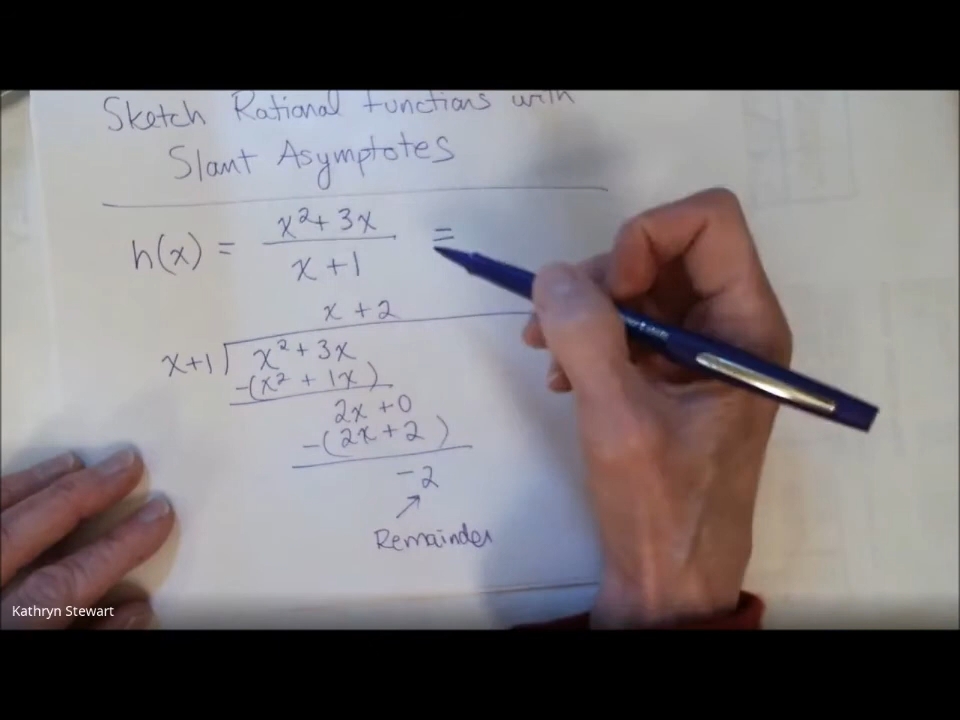 Sketch Rational Functions with
Slant Asymptotes
h(x) = x²+3x / x+1 =
x + 2
x+1 x² + 3x
-(x² + 1x)
2x + 0
-(2x + 2)
-2
Remainder
Kathryn Stewart